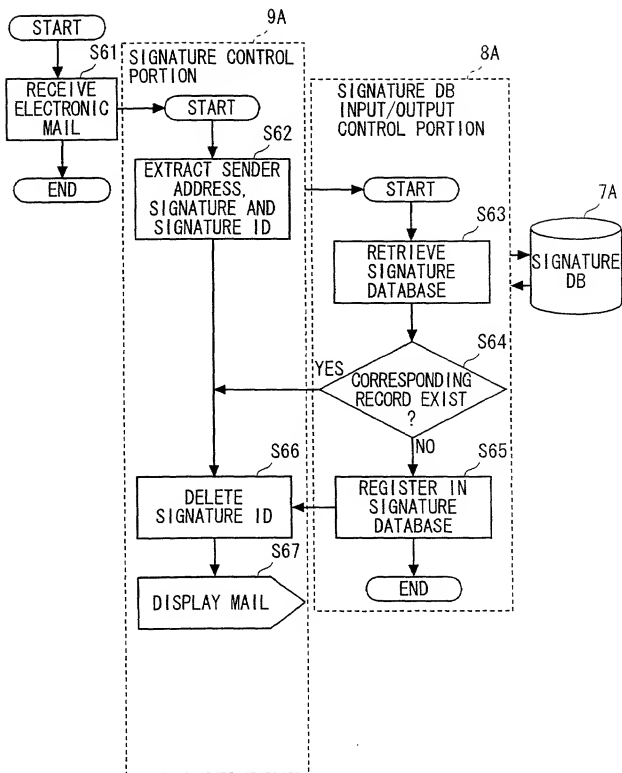 START
S61
RECEIVE
ELECTRONIC
MAIL
END
9A
SIGNATURE CONTROL
PORTION
START
S62
EXTRACT SENDER
ADDRESS,
SIGNATURE AND
SIGNATURE ID
8A
SIGNATURE DB
INPUT/OUTPUT
CONTROL PORTION
START
S63
RETRIEVE
SIGNATURE
DATABASE
7A
SIGNATURE
DB
S64
YES
CORRESPONDING
RECORD EXIST
?
NO
S65
REGISTER IN
SIGNATURE
DATABASE
END
S66
DELETE
SIGNATURE ID
S67
DISPLAY MAIL